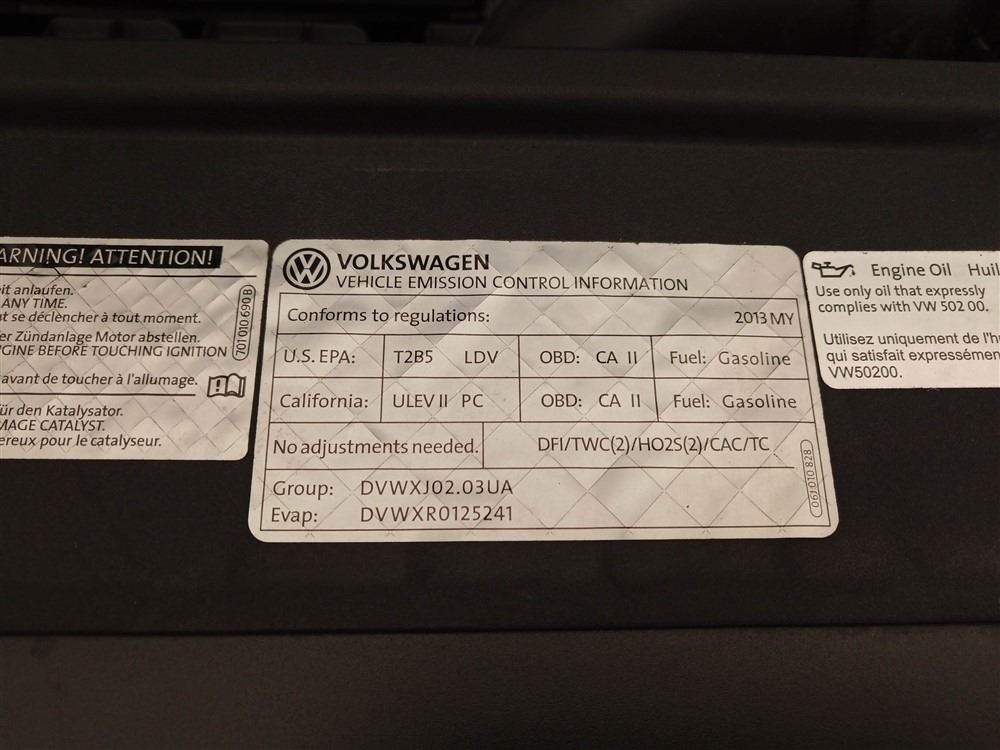 ARNING! ATTENTION!
it anlaufen.
ANY TIME.
t se déclencher à tout moment.
er Zündanlage Motor abstellen.
GINE BEFORE TOUCHING IGNITION
avant de toucher à l'allumage.
ür den Katalysator.
MAGE CATALYST.
ereux pour le catalyseur.
701 010 690 B
VOLKSWAGEN
VEHICLE EMISSION CONTROL INFORMATION
Conforms to regulations: 2013 MY
U.S. EPA: T2B5 LDV OBD: CA II Fuel: Gasoline
California: ULEV II PC OBD: CA II Fuel: Gasoline
No adjustments needed. DFI/TWC(2)/HO2S(2)/CAC/TC
Group: DVWXJ02.03UA
Evap: DVWXR0125241
06J 010 828
Engine Oil Huil
Use only oil that expressly
complies with VW 502 00.
Utilisez uniquement de l'hu
qui satisfait expressémen
VW50200.